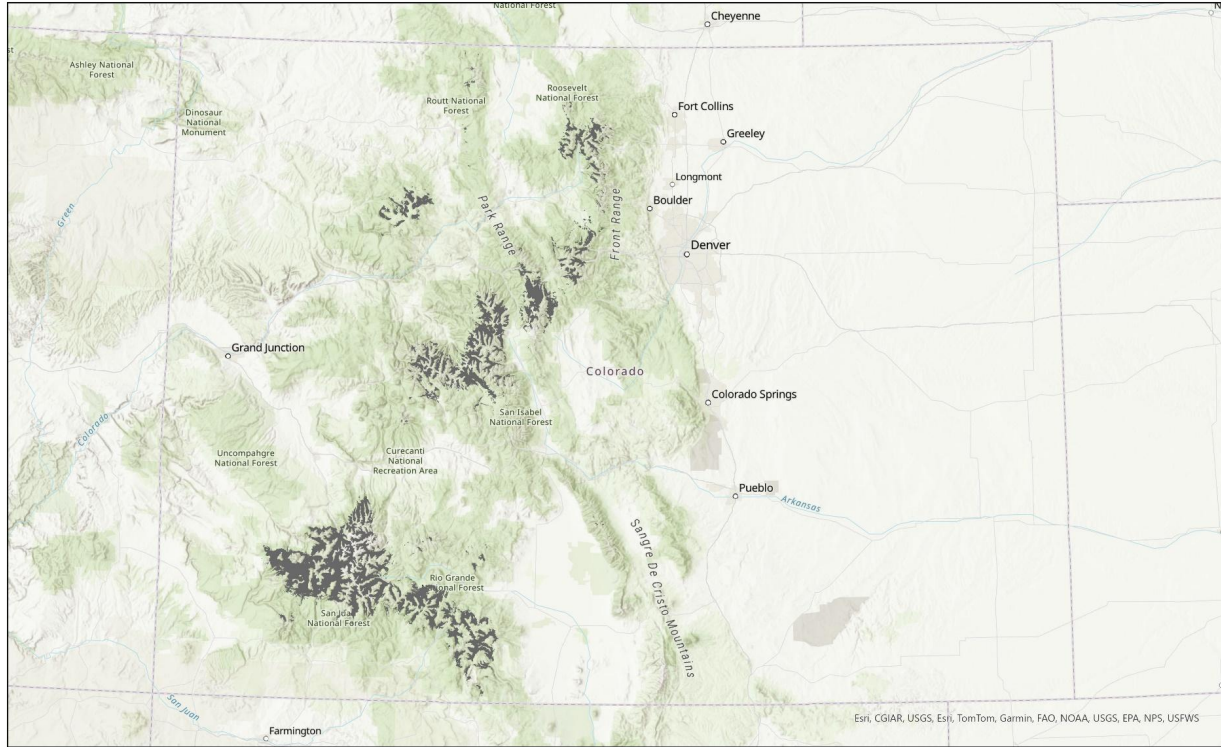 National Forest
Cheyenne
N
st
Ashley National
Forest
Dinosaur
National
Monument
Routt National
Forest
Roosevelt
National Forest
Fort Collins
Greeley
Longmont
Boulder
Denver
Green
Park Range
Front Range
Grand Junction
Colorado
Colorado
Colorado Springs
San Isabel
National Forest
Uncompahgre
National Forest
Curecanti
National
Recreation Area
Pueblo
Arkansas
Sangre De Cristo Mountains
Rio Grande
National Forest
San Jua
National Forest
San Juan
Farmington
Esri, CGIAR, USGS, Esri, TomTom, Garmin, FAO, NOAA, USGS, EPA, NPS, USFWS